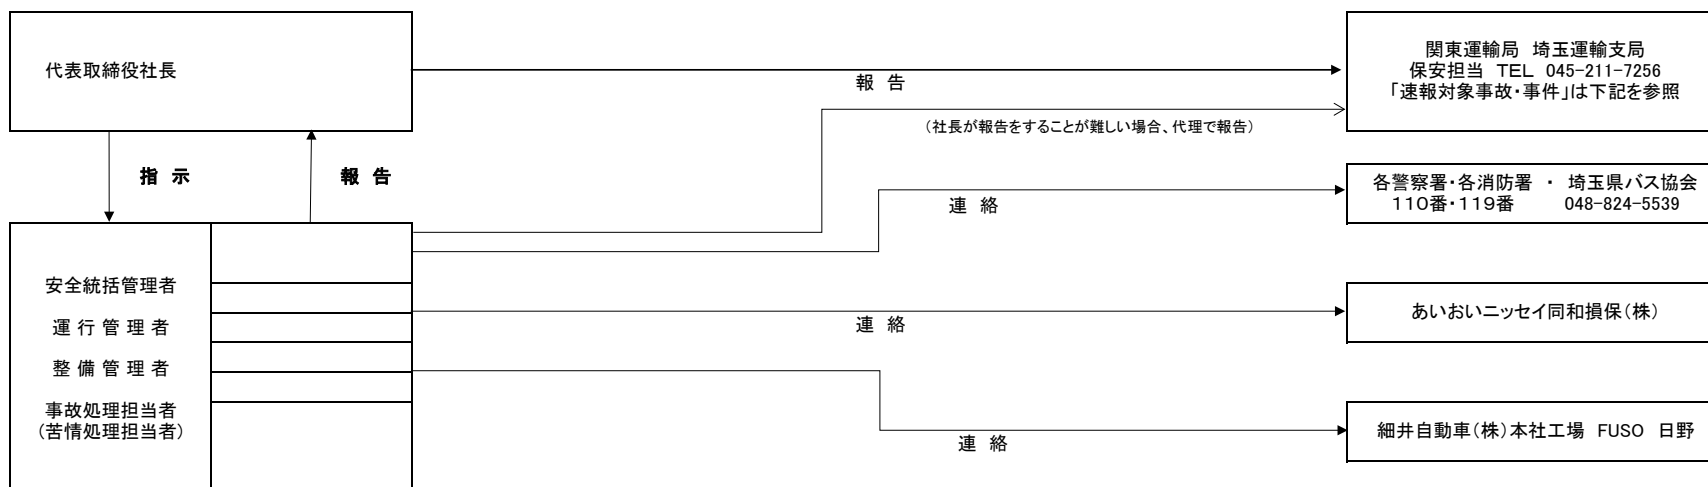 代表取締役社長
報 告
関東運輸局 埼玉運輸支局
保安担当 TEL 045-211-7256
「速報対象事故・事件」は下記を参照
(社長が報告をすることが難しい場合、代理で報告)
指 示
報 告
連 絡
各警察署・各消防署 ・ 埼玉県バス協会
110番・119番 048-824-5539
安全統括管理者
運 行 管 理 者
整 備 管 理 者
事故処理担当者
(苦情処理担当者)
連 絡
あいおいニッセイ同和損保(株)
連 絡
細井自動車(株)本社工場 FUSO 日野